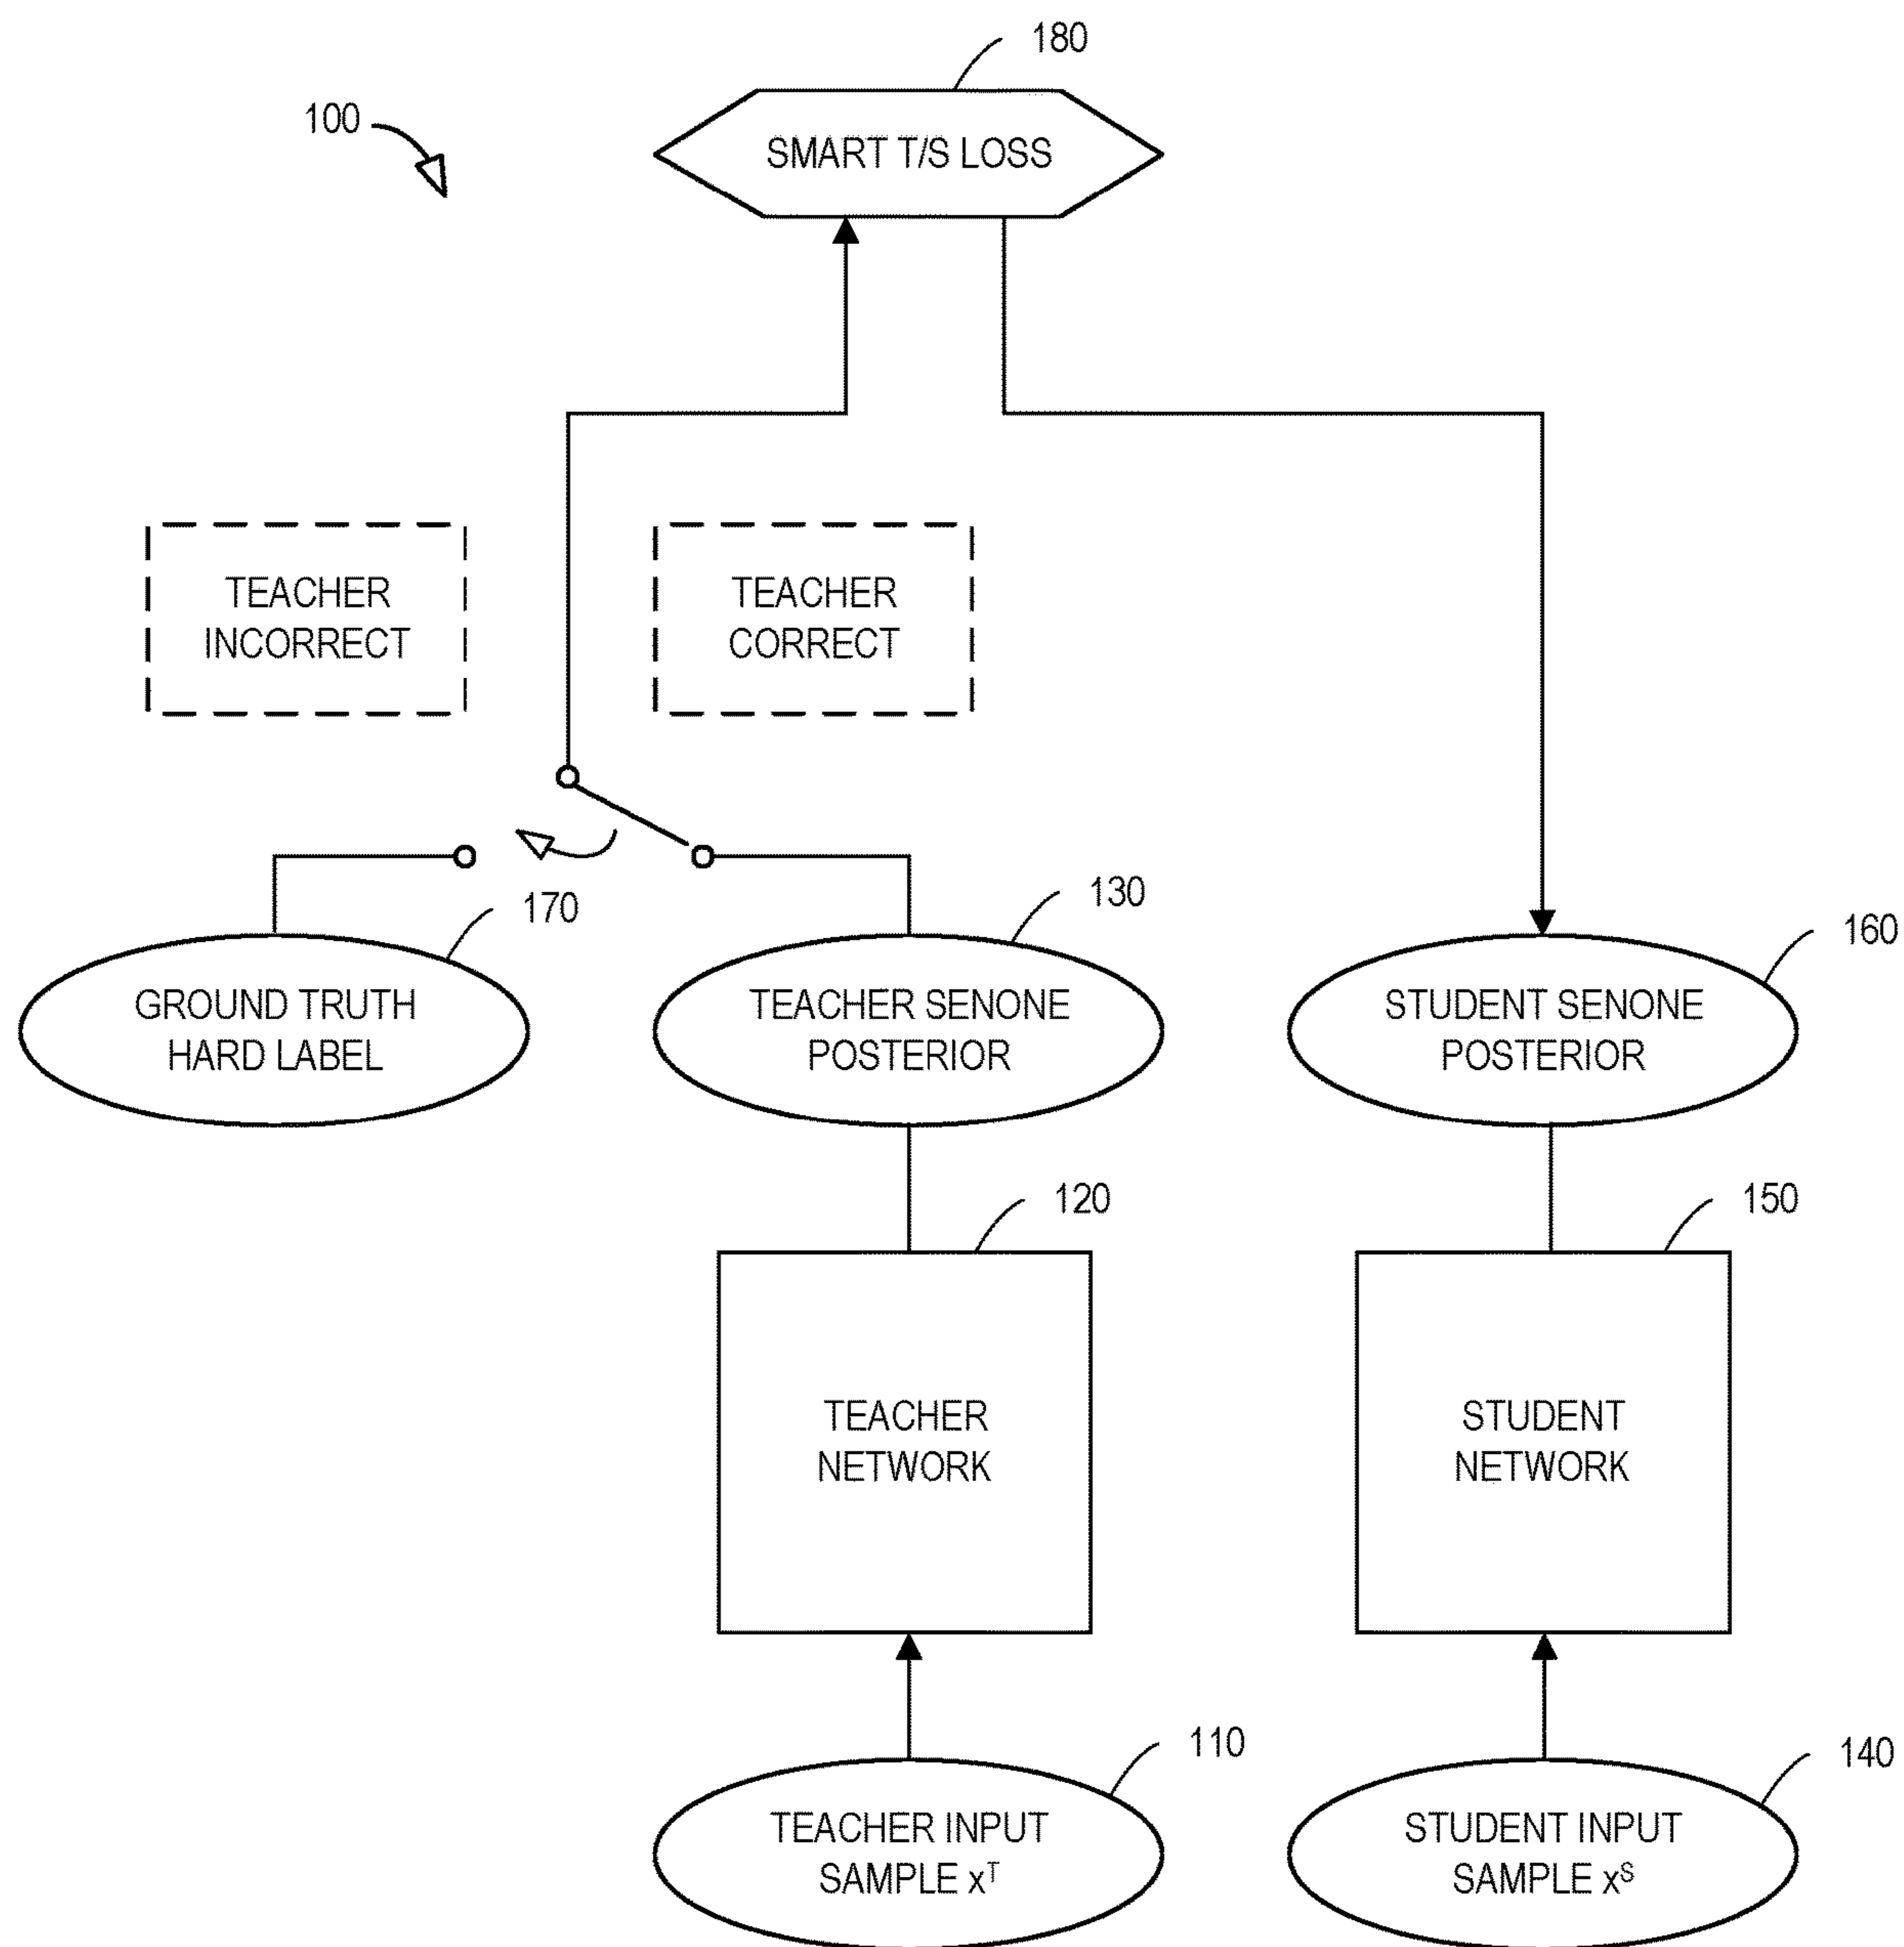 180
100
SMART T/S LOSS
TEACHER
INCORRECT
TEACHER
CORRECT
170
130
160
GROUND TRUTH
HARD LABEL
TEACHER SENONE
POSTERIOR
STUDENT SENONE
POSTERIOR
120
150
TEACHER
NETWORK
STUDENT
NETWORK
110
140
TEACHER INPUT
SAMPLE xᵀ
STUDENT INPUT
SAMPLE xˢ